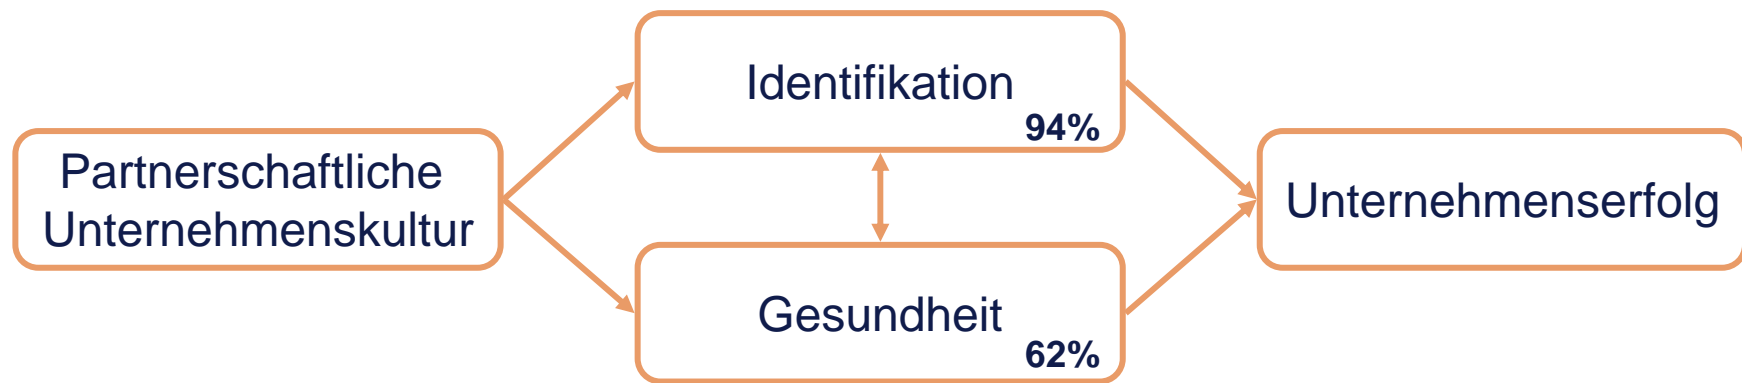 Identifikation
94%
Partnerschaftliche
Unternehmenskultur
Unternehmenserfolg
Gesundheit
62%